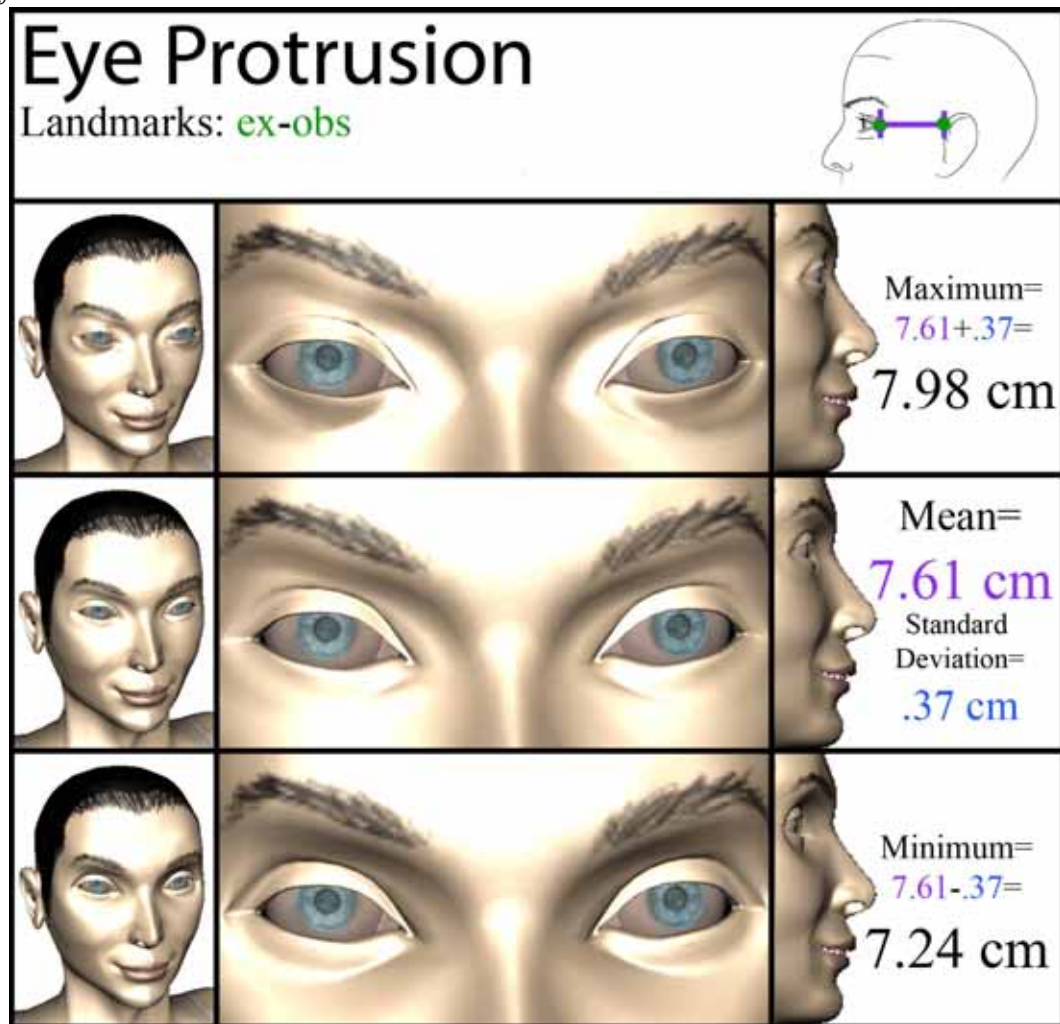 Eye Protrusion
Landmarks: ex-obs
Maximum=
7.61+.37=
7.98 cm
Mean=
7.61 cm
Standard
Deviation=
.37 cm
Minimum=
7.61-.37=
7.24 cm